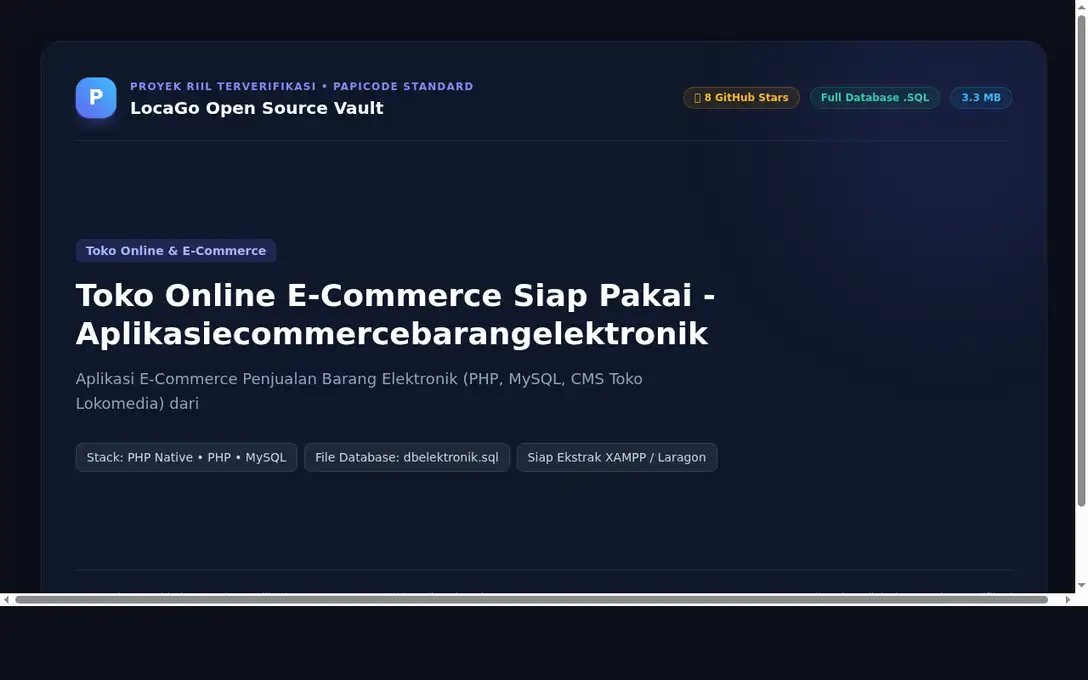 P
PROYEK RIIL TERVERIFIKASI • PAPICODE STANDARD
LocaGo Open Source Vault
8 GitHub Stars
Full Database .SQL
3.3 MB
Toko Online & E-Commerce
Toko Online E-Commerce Siap Pakai -
Aplikasiecommercebarangelektronik
Aplikasi E-Commerce Penjualan Barang Elektronik (PHP, MySQL, CMS Toko
Lokomedia) dari
Stack: PHP Native • PHP • MySQL
File Database: dbelektronik.sql
Siap Ekstrak XAMPP / Laragon